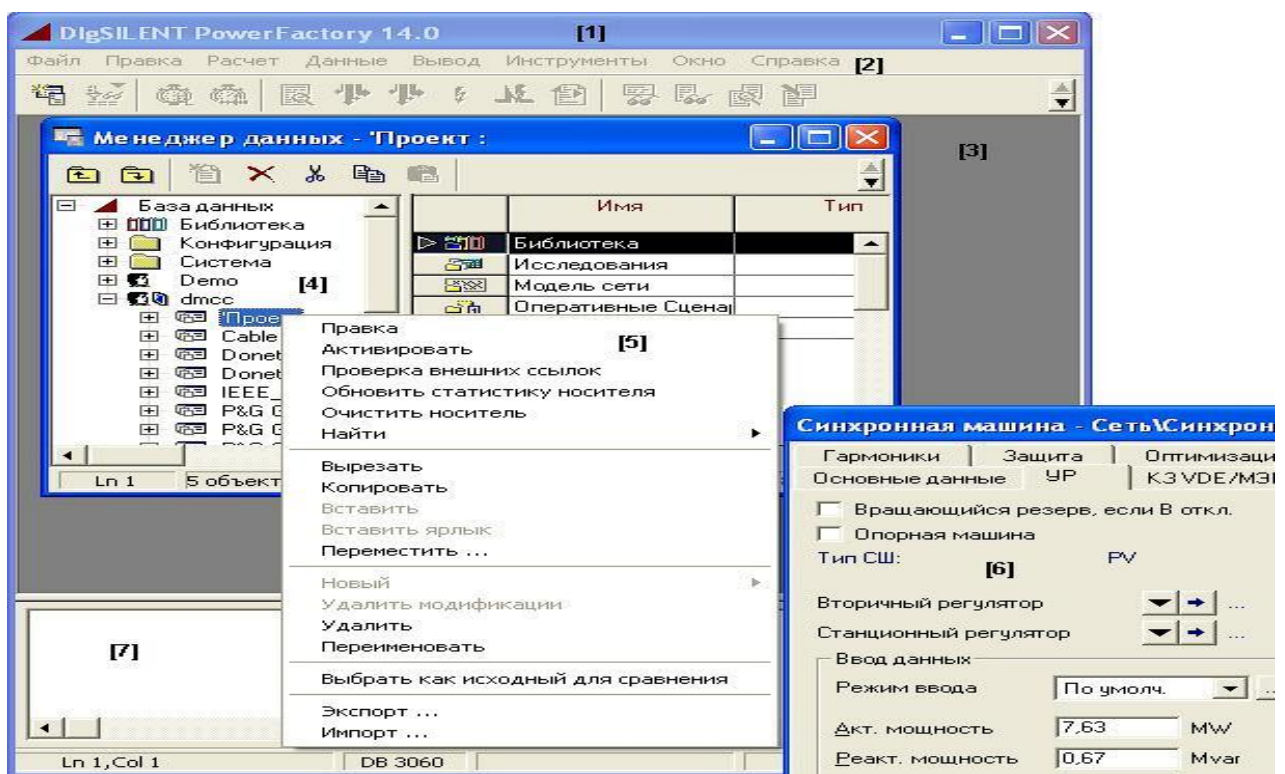 DIgSILENT PowerFactory 14.0 [1]
Файл Правка Расчет Данные Вывод Инструменты Окно Справка [2]
[3]
Менеджер данных - 'Проект :
Имя Тип
База данных
Библиотека
Конфигурация
Система
Demo [4]
dmcc
'Прое
Cable
Donet
Donet
IEEE_
P&G
P&G
Библиотека
Исследования
Модель сети
Оперативные Сцена
Ln 1 5 объект
[5]
Правка
Активировать
Проверка внешних ссылок
Обновить статистику носителя
Очистить носитель
Найти
Вырезать
Копировать
Вставить
Вставить ярлык
Переместить ...
Новый
Удалить модификации
Удалить
Переименовать
Выбрать как исходный для сравнения
Экспорт ...
Импорт ...
Синхронная машина - Сеть\Синхрон
Гармоники Защита Оптимизаци
Основные данные УР КЗ VDE/МЭ
Вращающийся резерв, если В откл.
Опорная машина
Тип СШ: PV
[6]
Вторичный регулятор ...
Станционный регулятор ...
Ввод данных
Режим ввода По умолч. ...
Акт. мощность 7,63 MW
Реакт. мощность 0,67 Mvar
[7]
Ln 1,Col 1 DB 3060